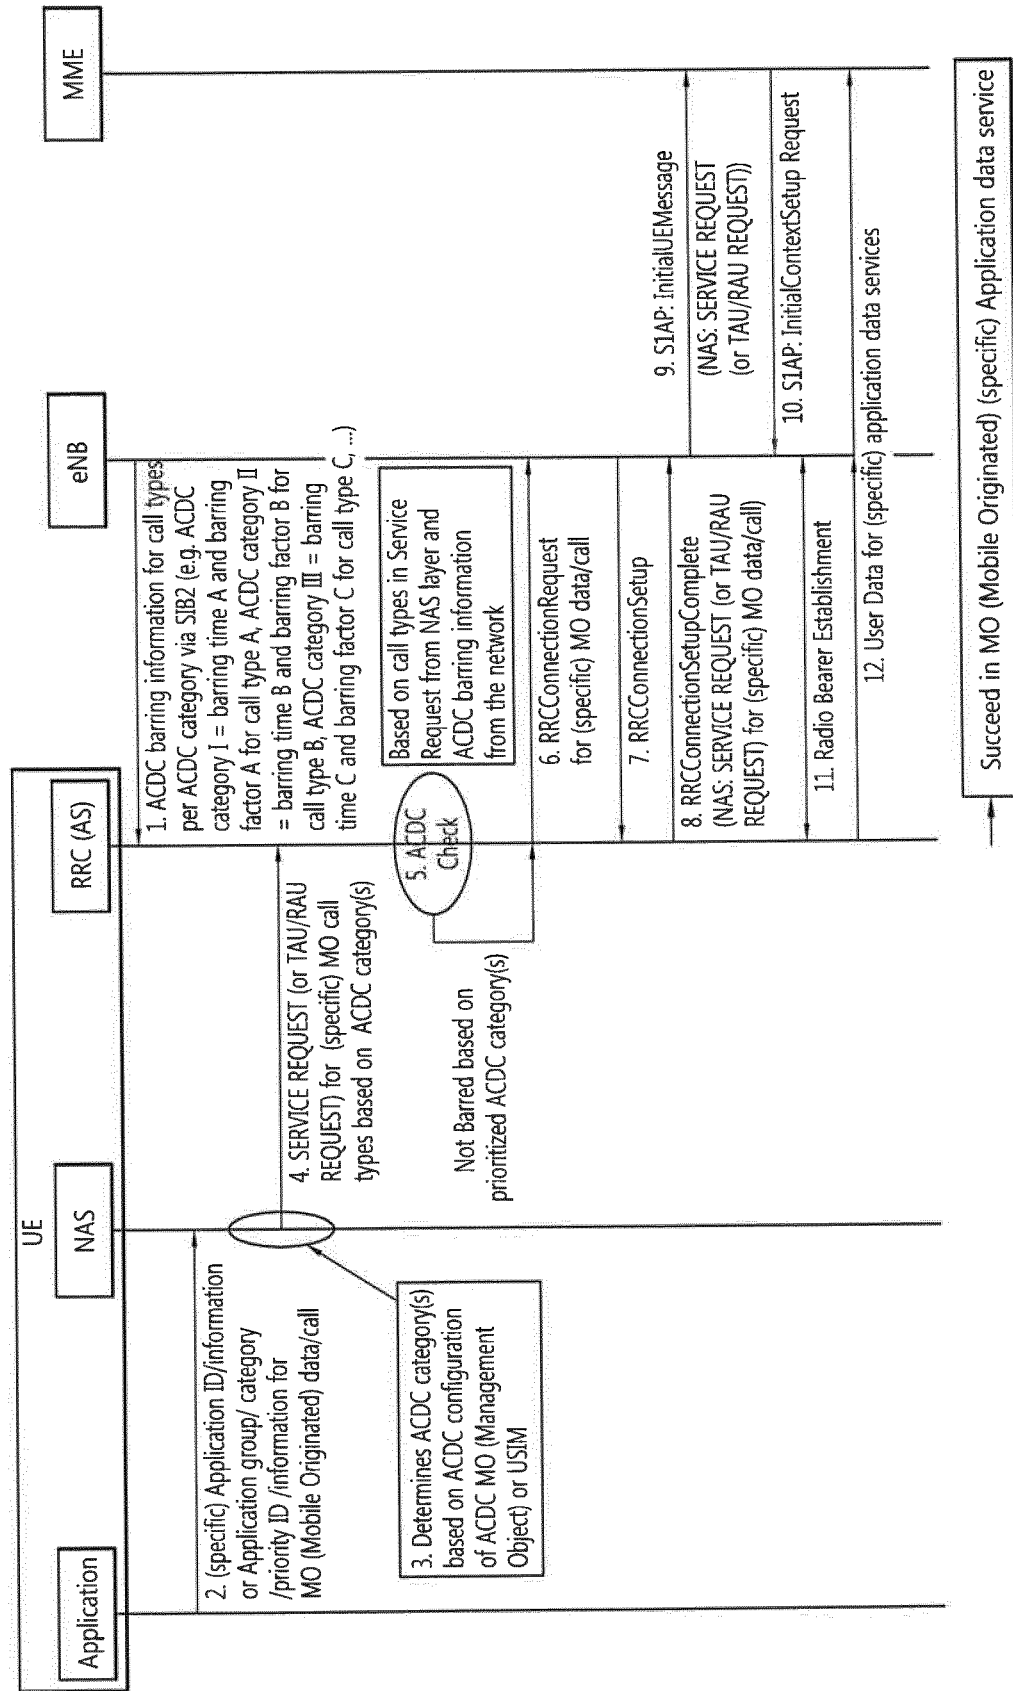 UE
Application
NAS
RRC (AS)
eNB
MME
1. ACDC barring information for call types
per ACDC category via SIB2 (e.g. ACDC
category I = barring time A and barring
factor A for call type A, ACDC category II
= barring time B and barring factor B for
call type B, ACDC category III = barring
time C and barring factor C for call type C, ...)
2. (specific) Application ID/information
or Application group/ category
/priority ID /information for
MO (Mobile Originated) data/call
3. Determines ACDC category(s)
based on ACDC configuration
of ACDC MO (Management
Object) or USIM
4. SERVICE REQUEST (or TAU/RAU
REQUEST) for (specific) MO call
types based on ACDC category(s)
5. ACDC
Check
Based on call types in Service
Request from NAS layer and
ACDC barring information
from the network
Not Barred based on
prioritized ACDC category(s)
6. RRCConnectionRequest
for (specific) MO data/call
7. RRCConnectionSetup
8. RRCConnectionSetupComplete
(NAS: SERVICE REQUEST (or TAU/RAU
REQUEST) for (specific) MO data/call)
9. S1AP: InitialUEMessage
(NAS: SERVICE REQUEST
(or TAU/RAU REQUEST))
10. S1AP: InitialContextSetup Request
11. Radio Bearer Establishment
12. User Data for (specific) application data services
Succeed in MO (Mobile Originated) (specific) Application data service